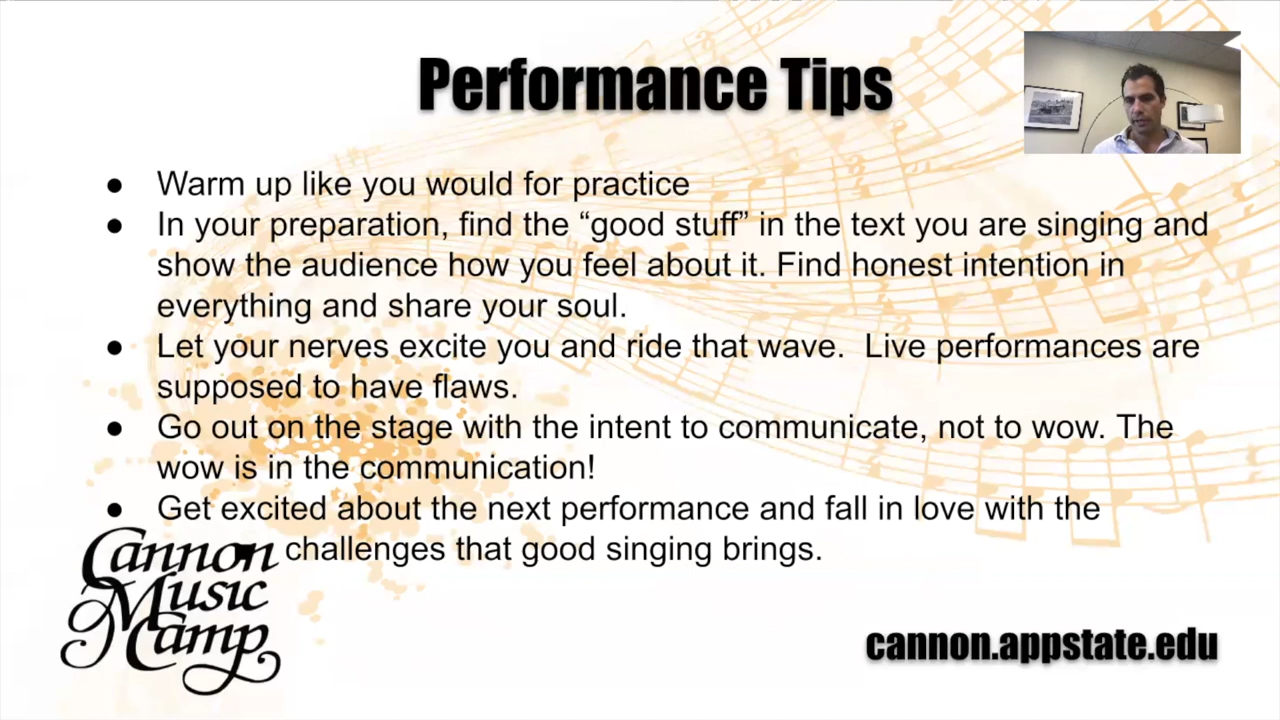 Performance Tips
● Warm up like you would for practice
● In your preparation, find the “good stuff” in the text you are singing and
show the audience how you feel about it. Find honest intention in
everything and share your soul.
● Let your nerves excite you and ride that wave.  Live performances are
supposed to have flaws.
● Go out on the stage with the intent to communicate, not to wow. The
wow is in the communication!
● Get excited about the next performance and fall in love with the
challenges that good singing brings.
Cannon
Music
Camp
cannon.appstate.edu